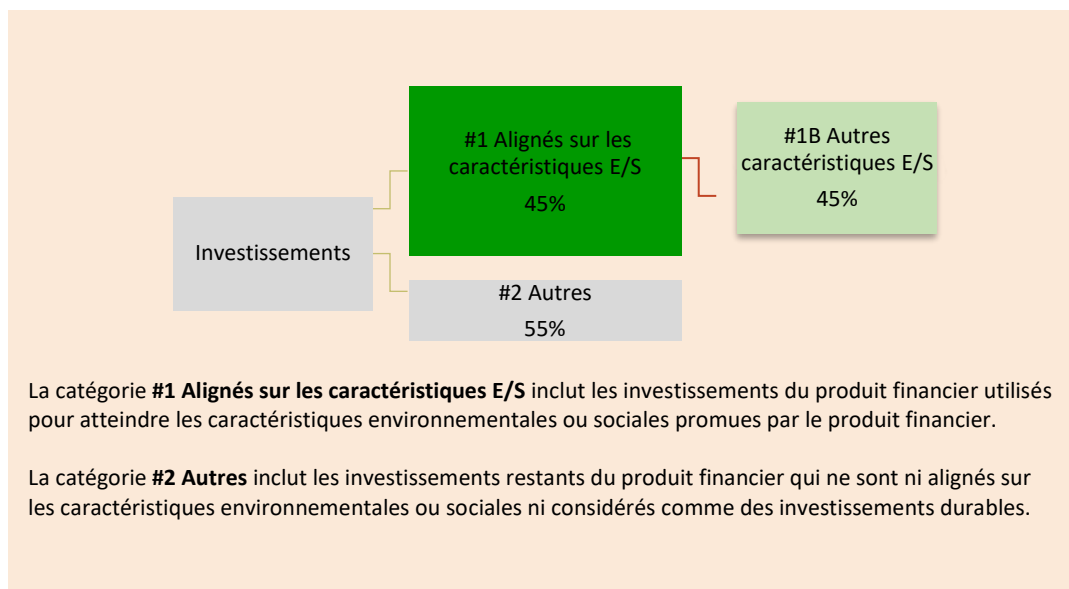 #1 Alignés sur les
caractéristiques E/S
45%
#1B Autres
caractéristiques E/S
45%
Investissements
#2 Autres
55%
La catégorie #1 Alignés sur les caractéristiques E/S inclut les investissements du produit financier utilisés
pour atteindre les caractéristiques environnementales ou sociales promues par le produit financier.
La catégorie #2 Autres inclut les investissements restants du produit financier qui ne sont ni alignés sur
les caractéristiques environnementales ou sociales ni considérés comme des investissements durables.